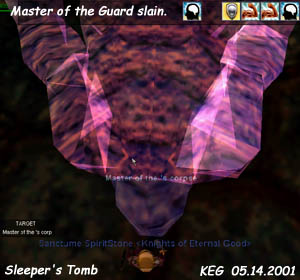 Master of the Guard slain.
Master of the 's corpse
TARGET
Master of the 's corp
Sanctume SpiritStone <Knights of Eternal Good>
Sleeper's Tomb
KEG 05.14.2001